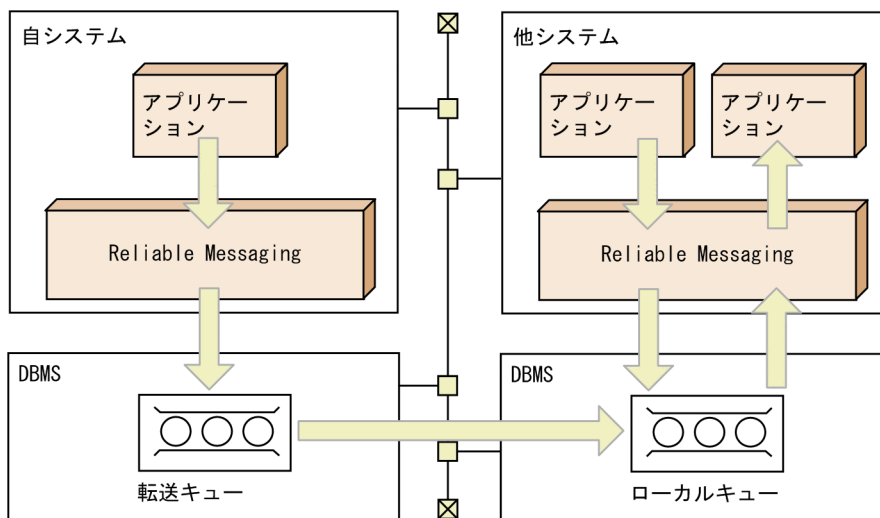 自システム
アプリケー
ション
Reliable Messaging
DBMS
転送キュー
他システム
アプリケー
ション
アプリケー
ション
Reliable Messaging
DBMS
ローカルキュー